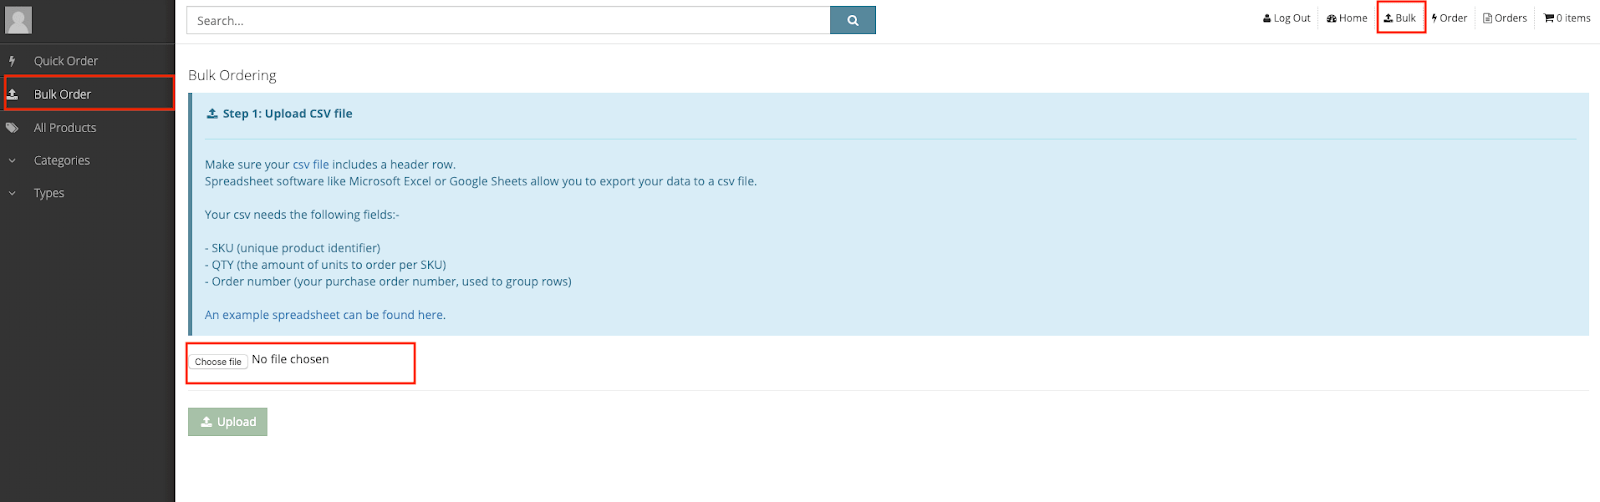 Search...
Log Out
Home
Bulk
Order
Orders
0 items
Quick Order
Bulk Order
All Products
Categories
Types
Bulk Ordering
Step 1: Upload CSV file
Make sure your csv file includes a header row.
Spreadsheet software like Microsoft Excel or Google Sheets allow you to export your data to a csv file.
Your csv needs the following fields:-
- SKU (unique product identifier)
- QTY (the amount of units to order per SKU)
- Order number (your purchase order number, used to group rows)
An example spreadsheet can be found here.
Choose file No file chosen
Upload